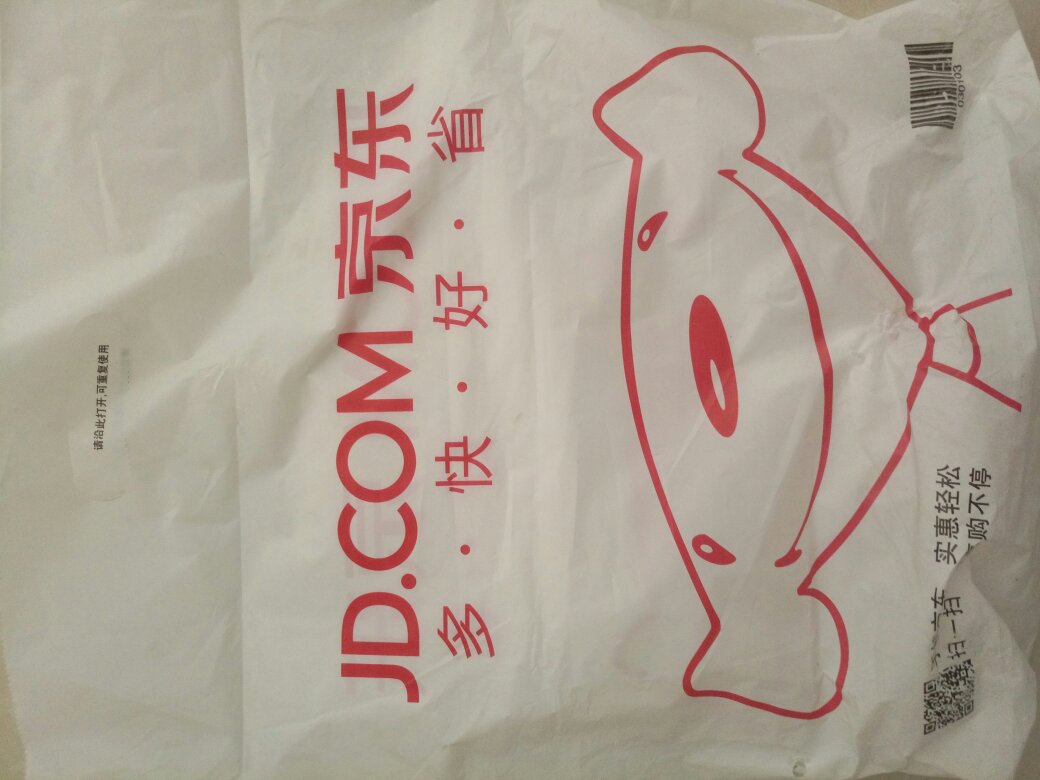 请沿此打开,可重复使用
JD.COM 京东
多·快·好·省
扫一扫
实惠轻松
购不停
030103